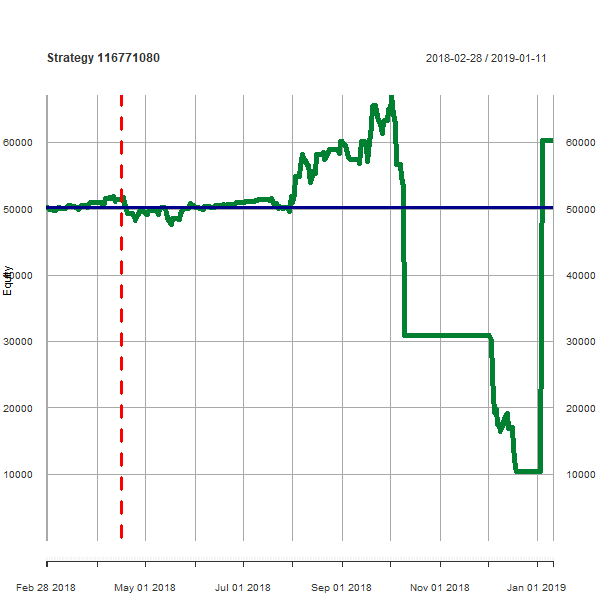 Strategy 116771080 2018-02-28 / 2019-01-11
60000 60000
50000 50000
Equity
40000 40000
30000 30000
20000 20000
10000 10000
Feb 28 2018 May 01 2018 Jul 01 2018 Sep 01 2018 Nov 01 2018 Jan 01 2019